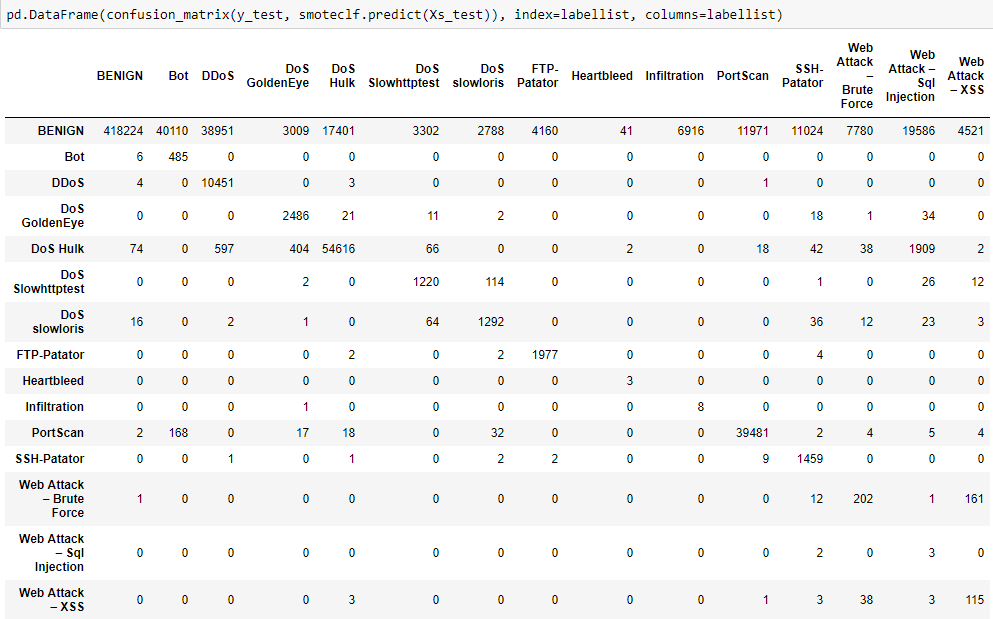 pd.DataFrame(confusion_matrix(y_test, smoteclf.predict(Xs_test)), index=labellist, columns=labellist)
BENIGN Bot DDoS DoS GoldenEye DoS Hulk DoS Slowhttptest DoS slowloris FTP-Patator Heartbleed Infiltration PortScan SSH-Patator Web Attack – Brute Force Web Attack – Sql Injection Web Attack – XSS
BENIGN 418224 40110 38951 3009 17401 3302 2788 4160 41 6916 11971 11024 7780 19586 4521
Bot 6 485 0 0 0 0 0 0 0 0 0 0 0 0 0
DDoS 4 0 10451 0 3 0 0 0 0 0 1 0 0 0 0
DoS GoldenEye 0 0 0 2486 21 11 2 0 0 0 0 18 1 34 0
DoS Hulk 74 0 597 404 54616 66 0 0 2 0 18 42 38 1909 2
DoS Slowhttptest 0 0 0 2 0 1220 114 0 0 0 0 1 0 26 12
DoS slowloris 16 0 2 1 0 64 1292 0 0 0 0 36 12 23 3
FTP-Patator 0 0 0 0 2 0 2 1977 0 0 0 4 0 0 0
Heartbleed 0 0 0 0 0 0 0 0 3 0 0 0 0 0 0
Infiltration 0 0 0 1 0 0 0 0 0 8 0 0 0 0 0
PortScan 2 168 0 17 18 0 32 0 0 0 39481 2 4 5 4
SSH-Patator 0 0 1 0 1 0 2 2 0 0 9 1459 0 0 0
Web Attack – Brute Force 1 0 0 0 0 0 0 0 0 0 0 12 202 1 161
Web Attack – Sql Injection 0 0 0 0 0 0 0 0 0 0 0 2 0 3 0
Web Attack – XSS 0 0 0 0 3 0 0 0 0 0 1 3 38 3 115